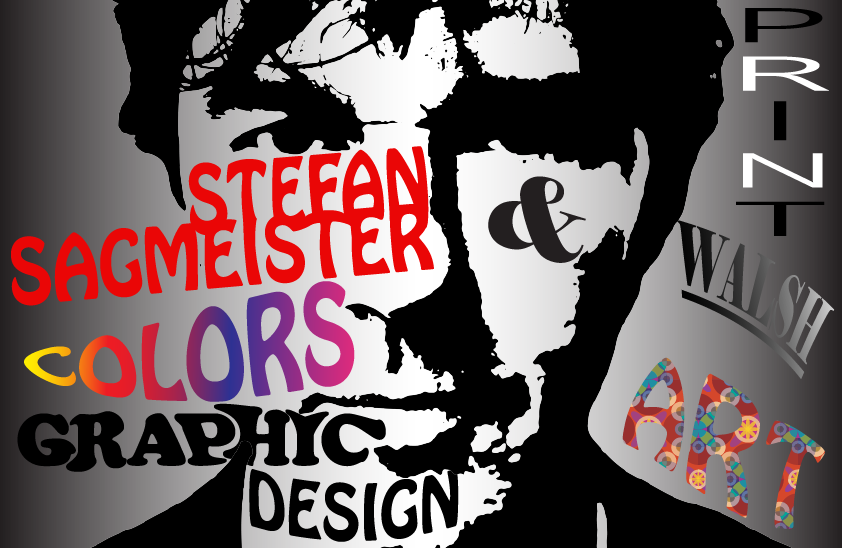 STEFAN
SAGMEISTER
COLORS
GRAPHIC
DESIGN
&
PRINT
WALSH
ART